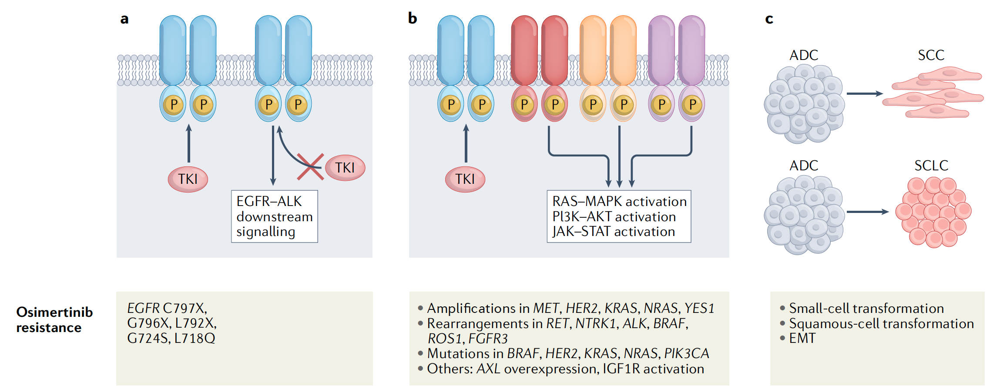 a
P P P P
TKI
TKI
EGFR–ALK
downstream
signalling
b
P P P P P P P P
TKI
RAS–MAPK activation
PI3K–AKT activation
JAK–STAT activation
c
ADC
SCC
ADC
SCLC
Osimertinib
resistance
EGFR C797X,
G796X, L792X,
G724S, L718Q
• Amplifications in MET, HER2, KRAS, NRAS, YES1
• Rearrangements in RET, NTRK1, ALK, BRAF,
ROS1, FGFR3
• Mutations in BRAF, HER2, KRAS, NRAS, PIK3CA
• Others: AXL overexpression, IGF1R activation
• Small-cell transformation
• Squamous-cell transformation
• EMT